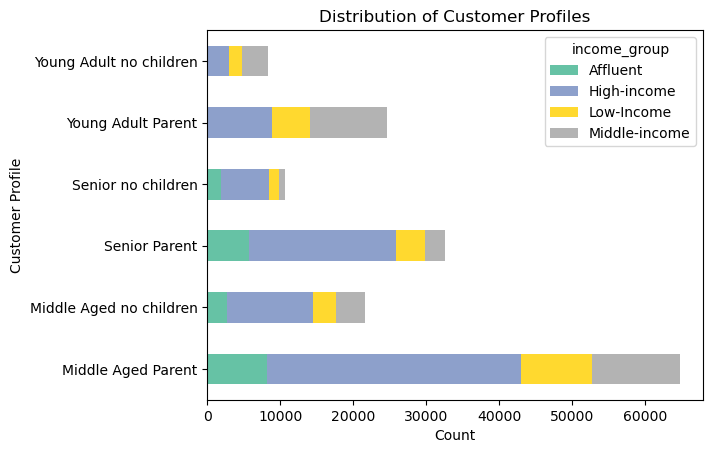 Distribution of Customer Profiles
income_group
Affluent
High-income
Low-Income
Middle-income
Customer Profile
Young Adult no children
Young Adult Parent
Senior no children
Senior Parent
Middle Aged no children
Middle Aged Parent
0 10000 20000 30000 40000 50000 60000
Count